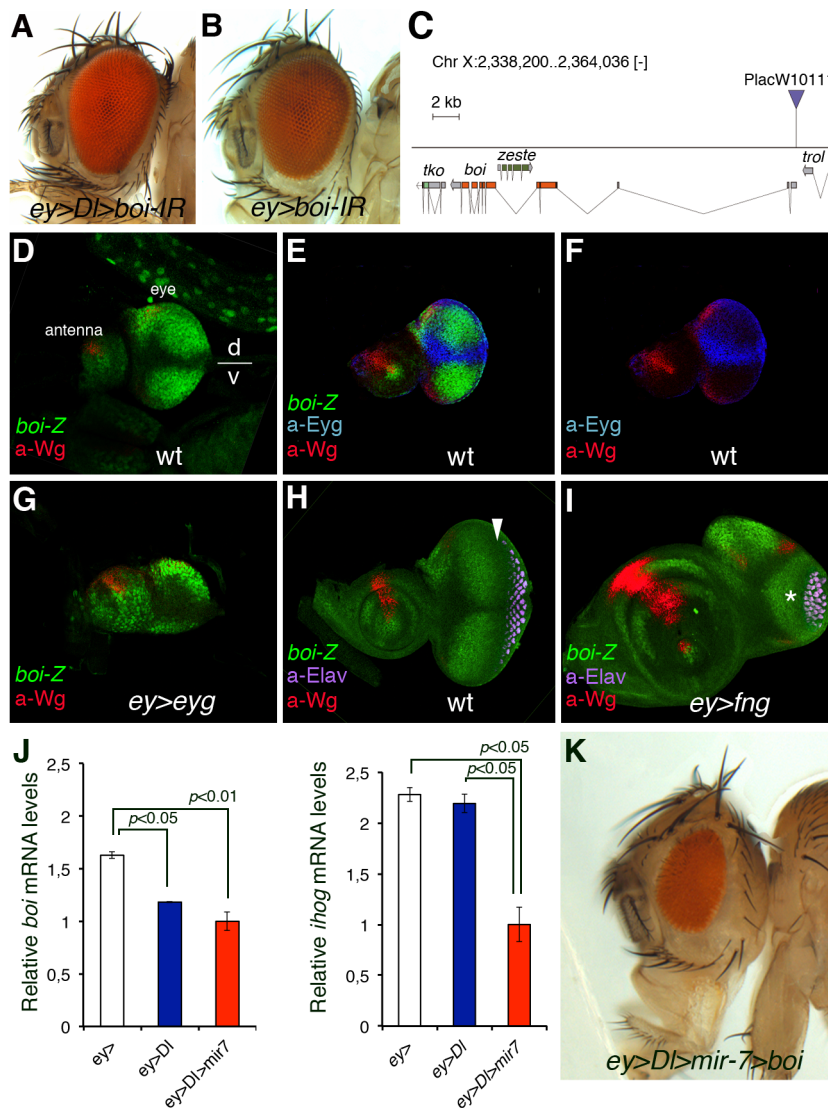 A
ey>Dl>boi-IR
B
ey>boi-IR
C
Chr X:2,338,200..2,364,036 [-]
2 kb
PlacW10111
zeste
tko
boi
trol
D
eye
antenna
d
v
boi-Z
a-Wg
wt
E
boi-Z
a-Eyg
a-Wg
wt
F
a-Eyg
a-Wg
wt
G
boi-Z
a-Wg
ey>eyg
H
boi-Z
a-Elav
a-Wg
wt
I
*
boi-Z
a-Elav
a-Wg
ey>fng
J
Relative boi mRNA levels
2
1,5
1
0,5
0
p<0.01
p<0.05
ey>
ey>Dl
ey>Dl>mir7
Relative ihog mRNA levels
2,5
2
1,5
1
0,5
0
p<0.05
p<0.05
ey>
ey>Dl
ey>Dl>mir7
K
ey>Dl>mir-7>boi